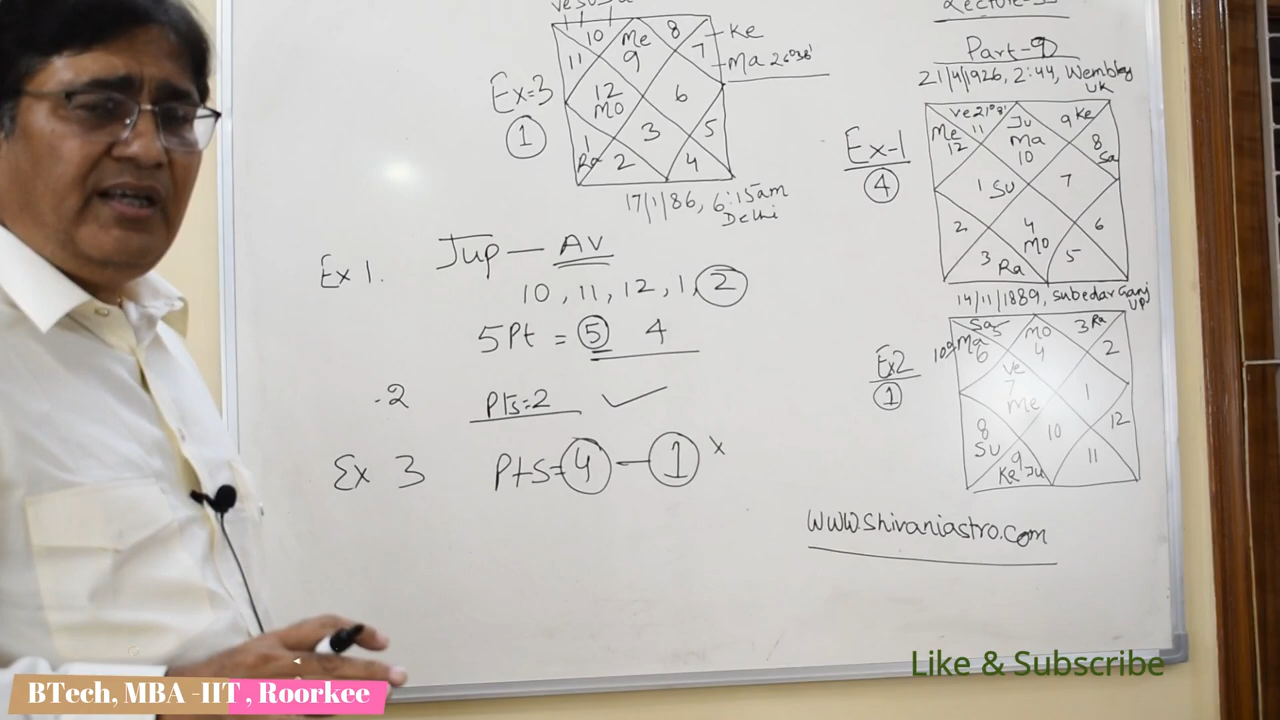 Part-9
21/4/1926, 2:44, Wembley
UK
Ex-1
4
Ve 21°8'
Me 11 Ju 9 Ke
12 Ma 8
10 Sa
1 Su 7
2 4 6
Mo
3 Ra 5
14/11/1889, Subedar Ganj
UP
Ex2
1
Sa 5 Mo 3 Ra
Ma 6 4 2
Ve
7 1
Me
8 10 12
Su
9 11
Ke Ju
www.shivaniastro.com
10 Me 8 Ke
11 9 7
Ma 26°38'
Ex=3
1
12 6
Mo
3 5
1
Ra 2 4
17/1/86, 6:15am
Delhi
Ex 1. Jup — AV
10, 11, 12, 1, 2
5Pt = 5 4
-2 Pts=2 ✓
Ex 3 Pts=4 — 1 x
BTech, MBA -IIT , Roorkee
Like & Subscribe